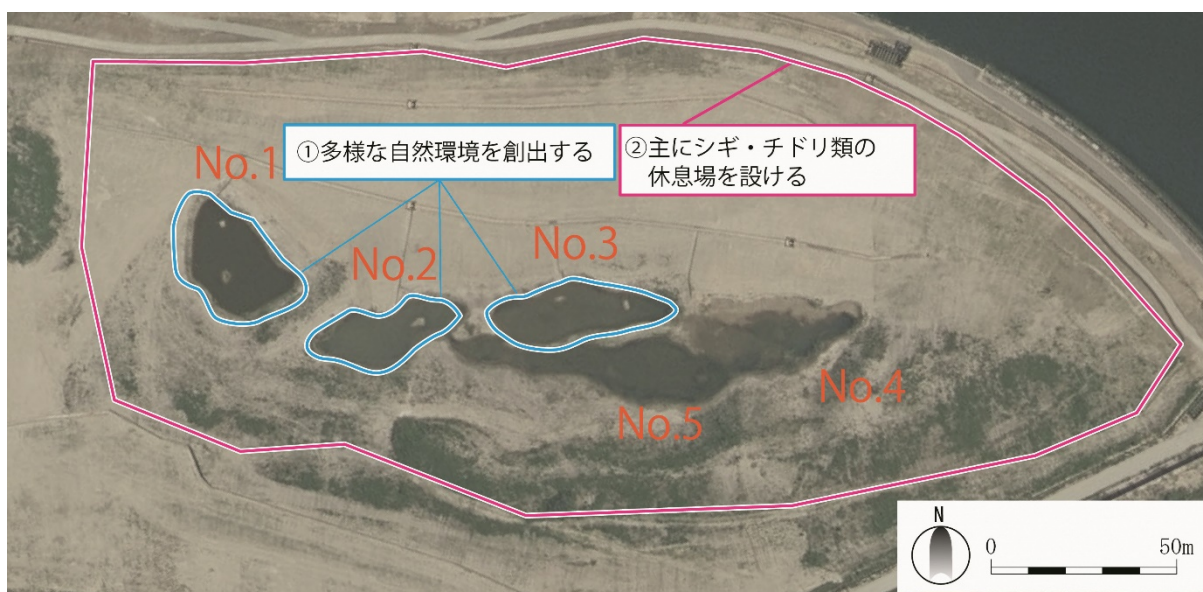 ①多様な自然環境を創出する
②主にシギ・チドリ類の
休息場を設ける
No.1
No.2
No.3
No.4
No.5
N
0 50m